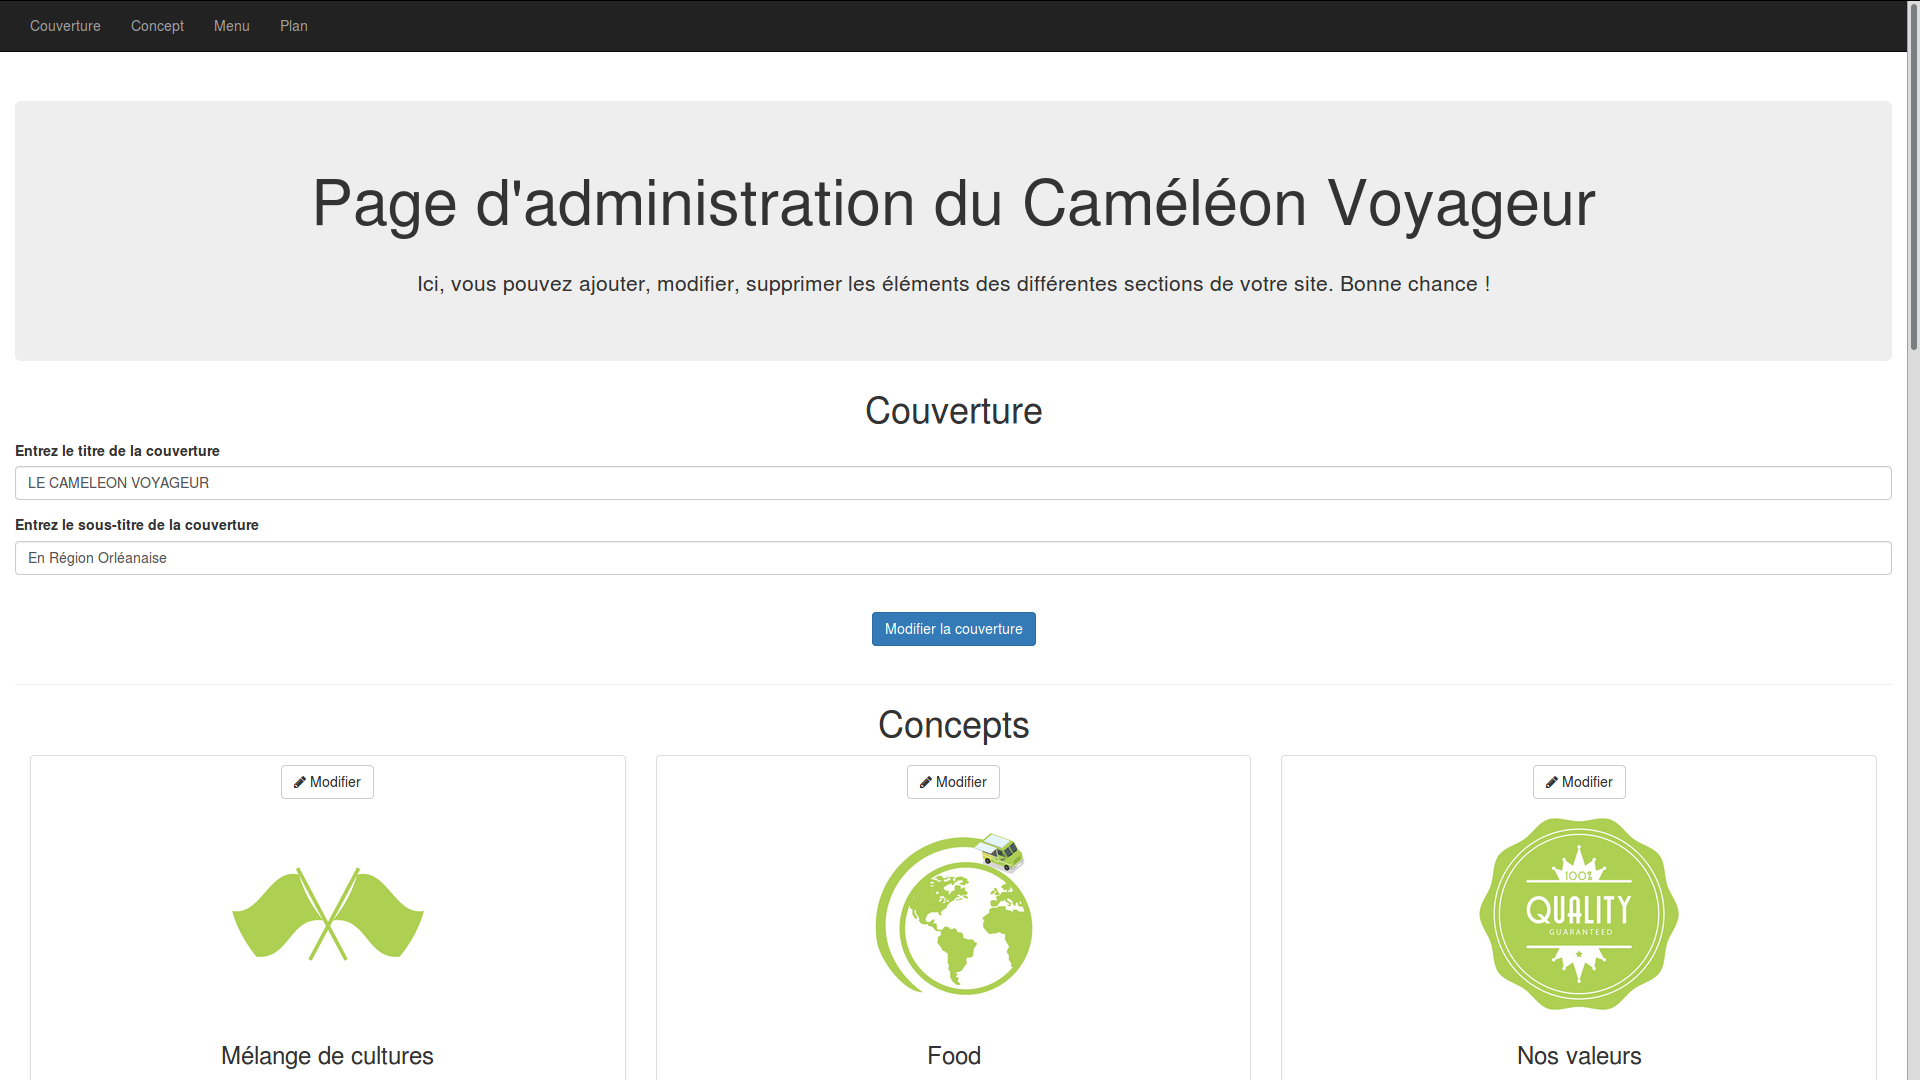 Couverture Concept Menu Plan
Page d'administration du Caméléon Voyageur
Ici, vous pouvez ajouter, modifier, supprimer les éléments des différentes sections de votre site. Bonne chance !
Couverture
Entrez le titre de la couverture
LE CAMELEON VOYAGEUR
Entrez le sous-titre de la couverture
En Région Orléanaise
Modifier la couverture
Concepts
Modifier Modifier Modifier
100%
QUALITY
GUARANTEED
Mélange de cultures Food Nos valeurs